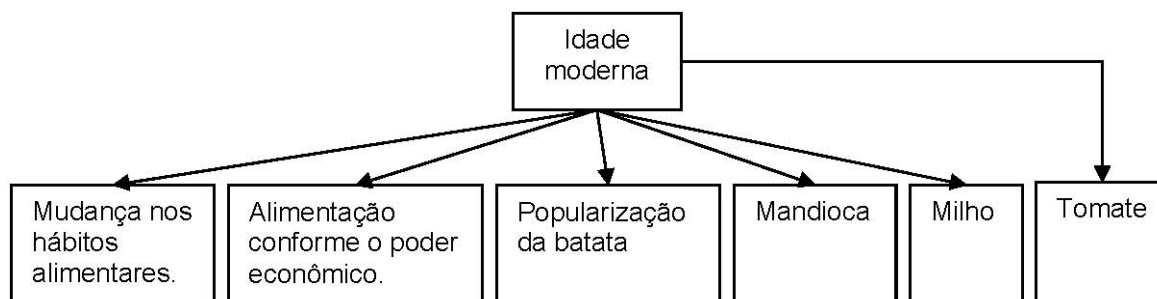 Idade
moderna
Mudança nos
hábitos
alimentares.
Alimentação
conforme o poder
econômico.
Popularização
da batata
Mandioca
Milho
Tomate